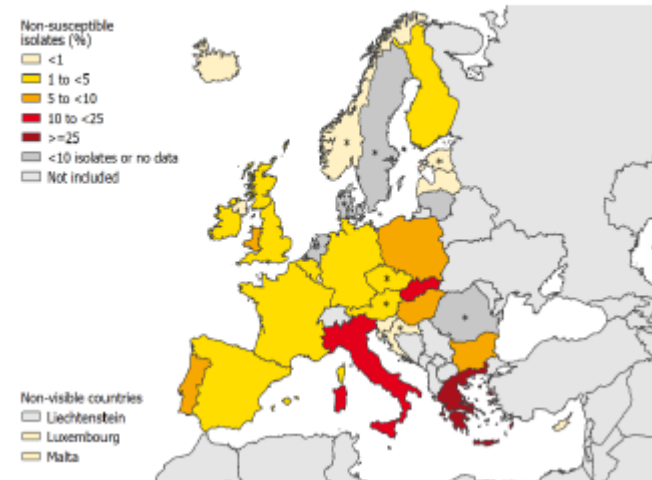 Non-susceptible
isolates (%)
<1
1 to <5
5 to <10
10 to <25
>=25
<10 isolates or no data
Not included
Non-visible countries
Liechtenstein
Luxembourg
Malta